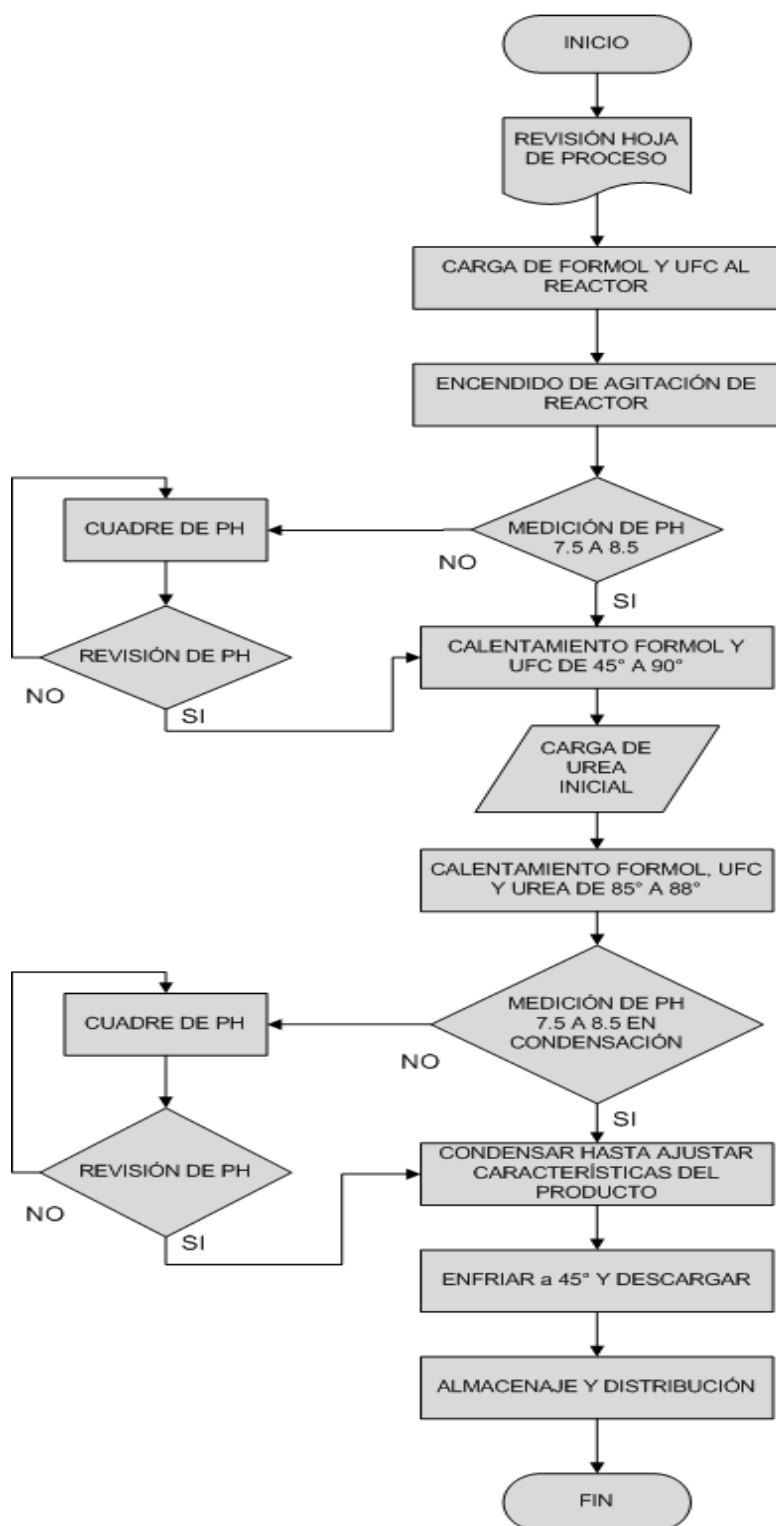 INICIO
REVISIÓN HOJA
DE PROCESO
CARGA DE FORMOL Y UFC AL
REACTOR
ENCENDIDO DE AGITACIÓN DE
REACTOR
MEDICIÓN DE PH
7.5 A 8.5
NO
SI
CUADRE DE PH
REVISIÓN DE PH
NO
SI
CALENTAMIENTO FORMOL Y
UFC DE 45° A 90°
CARGA DE
UREA
INICIAL
CALENTAMIENTO FORMOL, UFC
Y UREA DE 85° A 88°
MEDICIÓN DE PH
7.5 A 8.5 EN
CONDENSACIÓN
NO
SI
CUADRE DE PH
REVISIÓN DE PH
NO
SI
CONDENSAR HASTA AJUSTAR
CARACTERÍSTICAS DEL
PRODUCTO
ENFRIAR a 45° Y DESCARGAR
ALMACENAJE Y DISTRIBUCIÓN
FIN